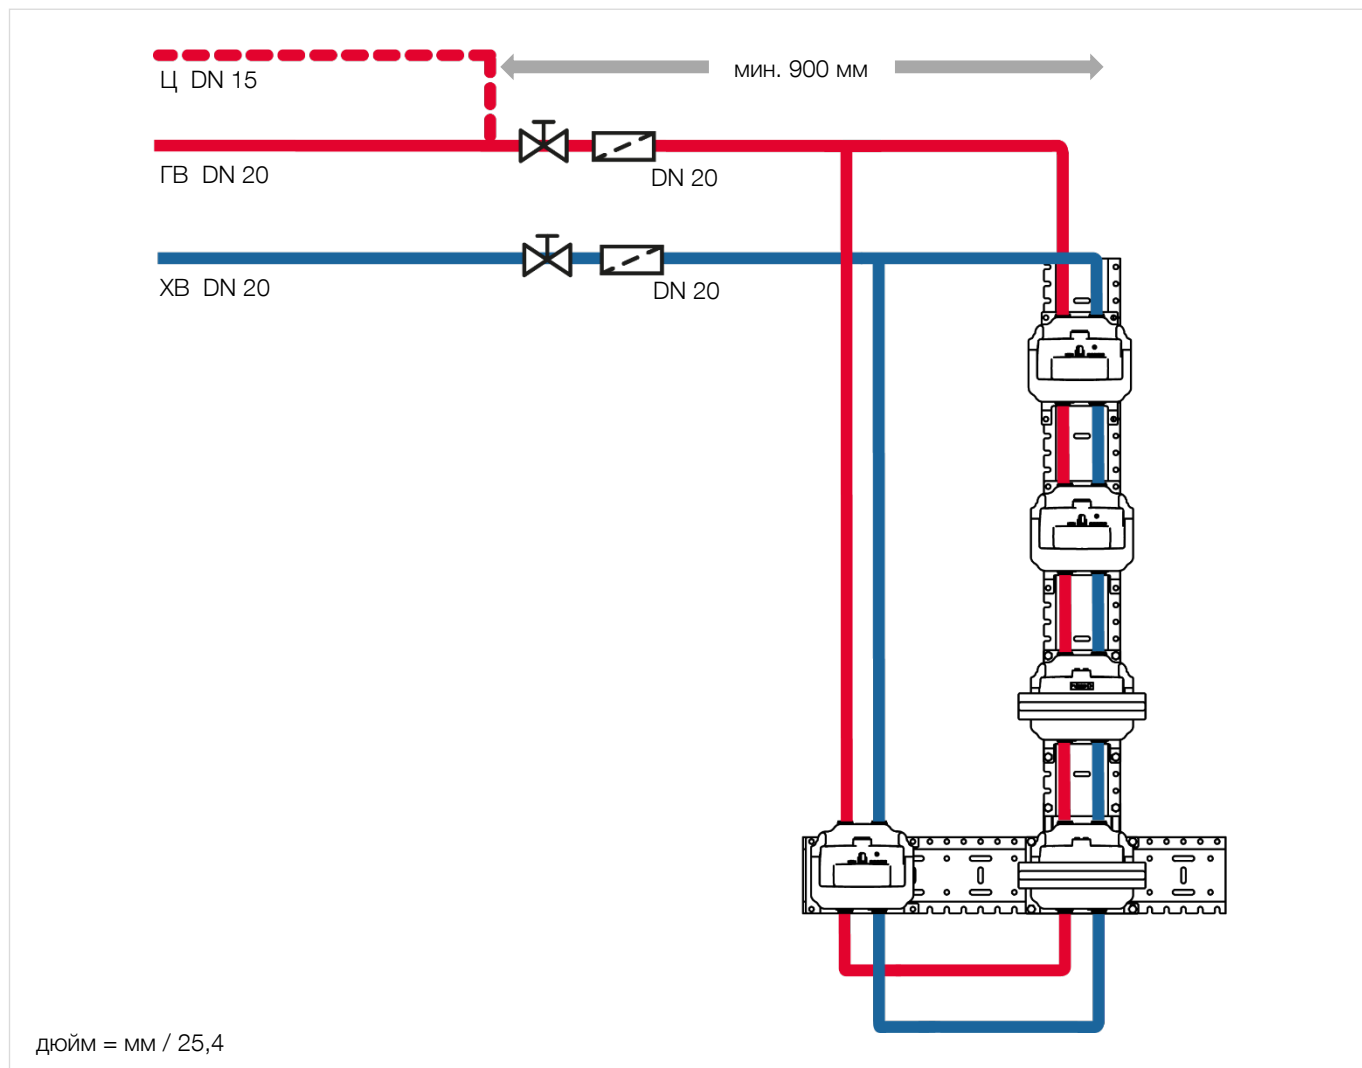 мин. 900 мм
Ц DN 15
ГВ DN 20
DN 20
ХВ DN 20
DN 20
дюйм = мм / 25,4